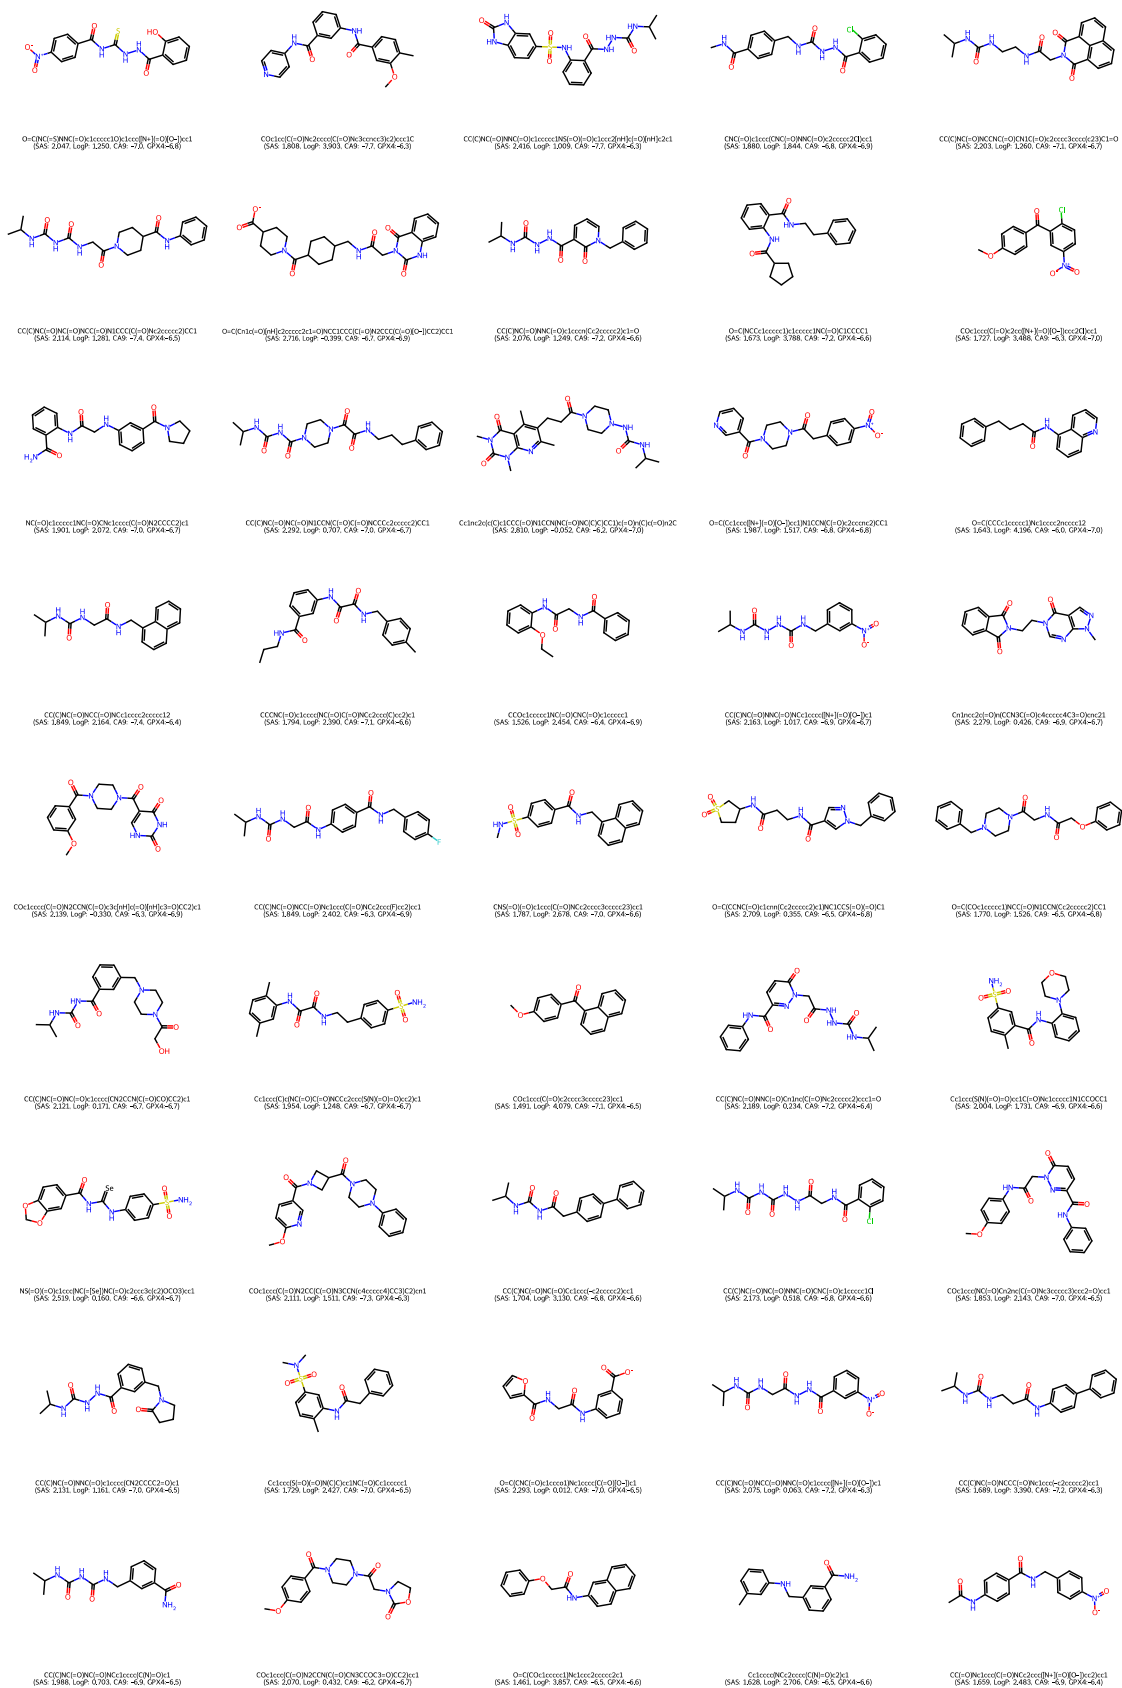 O=C(NC(=S)NNC(=O)c1ccccc1O)c1ccc([N+](=O)[O-])cc1
(SAS: 2,047, LogP: 1,250, CA9: -7,0, GPX4:-6,8)
COc1cc(C(=O)Nc2cccc(C(=O)Nc3ccncc3)c2)ccc1C
(SAS: 1,808, LogP: 3,903, CA9: -7,7, GPX4:-6,3)
CC(C)NC(=O)NNC(=O)c1ccccc1NS(=O)(=O)c1ccc2[nH]c(=O)[nH]c2c1
(SAS: 2,416, LogP: 1,009, CA9: -7,7, GPX4:-6,3)
CNC(=O)c1ccc(CNC(=O)NNC(=O)c2ccccc2Cl)cc1
(SAS: 1,880, LogP: 1,844, CA9: -6,8, GPX4:-6,9)
CC(C)NC(=O)NCCNC(=O)CN1C(=O)c2cccc3cccc(c23)C1=O
(SAS: 2,203, LogP: 1,260, CA9: -7,1, GPX4:-6,7)
CC(C)NC(=O)NC(=O)NCC(=O)N1CCC(C(=O)Nc2ccccc2)CC1
(SAS: 2,114, LogP: 1,281, CA9: -7,4, GPX4:-6,5)
O=C(Cn1c(=O)[nH]c2ccccc2c1=O)NCC1CCC(C(=O)N2CCC(C(=O)[O-])CC2)CC1
(SAS: 2,716, LogP: -0,399, CA9: -6,7, GPX4:-6,9)
CC(C)NC(=O)NNC(=O)c1cccn(Cc2ccccc2)c1=O
(SAS: 2,076, LogP: 1,249, CA9: -7,2, GPX4:-6,6)
O=C(NCCc1ccccc1)c1ccccc1NC(=O)C1CCCC1
(SAS: 1,673, LogP: 3,788, CA9: -7,2, GPX4:-6,6)
COc1ccc(C(=O)c2cc([N+](=O)[O-])ccc2Cl)cc1
(SAS: 1,727, LogP: 3,488, CA9: -6,3, GPX4:-7,0)
NC(=O)c1ccccc1NC(=O)CNc1cccc(C(=O)N2CCCC2)c1
(SAS: 1,901, LogP: 2,072, CA9: -7,0, GPX4:-6,7)
CC(C)NC(=O)NC(=O)N1CCN(C(=O)C(=O)NCCCc2ccccc2)CC1
(SAS: 2,292, LogP: 0,707, CA9: -7,0, GPX4:-6,7)
Cc1nc2c(c(C)c1CCC(=O)N1CCN(NC(=O)NC(C)C)CC1)c(=O)n(C)c(=O)n2C
(SAS: 2,810, LogP: -0,052, CA9: -6,2, GPX4:-7,0)
O=C(Cc1ccc([N+](=O)[O-])cc1)N1CCN(C(=O)c2cccnc2)CC1
(SAS: 1,987, LogP: 1,517, CA9: -6,8, GPX4:-6,8)
O=C(CCCc1ccccc1)Nc1cccc2ncccc12
(SAS: 1,643, LogP: 4,196, CA9: -6,0, GPX4:-7,0)
CC(C)NC(=O)NCC(=O)NCc1cccc2ccccc12
(SAS: 1,849, LogP: 2,164, CA9: -7,4, GPX4:-6,4)
CCCNC(=O)c1cccc(NC(=O)C(=O)NCc2ccc(C)cc2)c1
(SAS: 1,794, LogP: 2,390, CA9: -7,1, GPX4:-6,6)
CCOc1ccccc1NC(=O)CNC(=O)c1ccccc1
(SAS: 1,526, LogP: 2,454, CA9: -6,4, GPX4:-6,9)
CC(C)NC(=O)NNC(=O)NCc1cccc([N+](=O)[O-])c1
(SAS: 2,163, LogP: 1,017, CA9: -6,9, GPX4:-6,7)
Cn1ncc2c(=O)n(CCN3C(=O)c4ccccc4C3=O)cnc21
(SAS: 2,279, LogP: 0,426, CA9: -6,9, GPX4:-6,7)
COc1cccc(C(=O)N2CCN(C(=O)c3c[nH]c(=O)[nH]c3=O)CC2)c1
(SAS: 2,139, LogP: -0,330, CA9: -6,3, GPX4:-6,9)
CC(C)NC(=O)NCC(=O)Nc1ccc(C(=O)NCc2ccc(F)cc2)cc1
(SAS: 1,849, LogP: 2,402, CA9: -6,3, GPX4:-6,9)
CNS(=O)(=O)c1ccc(C(=O)NCc2cccc3ccccc23)cc1
(SAS: 1,787, LogP: 2,678, CA9: -7,0, GPX4:-6,6)
O=C(CCNC(=O)c1cnn(Cc2ccccc2)c1)NC1CCS(=O)(=O)C1
(SAS: 2,709, LogP: 0,355, CA9: -6,5, GPX4:-6,8)
O=C(COc1ccccc1)NCC(=O)N1CCN(Cc2ccccc2)CC1
(SAS: 1,770, LogP: 1,526, CA9: -6,5, GPX4:-6,8)
CC(C)NC(=O)NC(=O)c1cccc(CN2CCN(C(=O)CO)CC2)c1
(SAS: 2,121, LogP: 0,171, CA9: -6,7, GPX4:-6,7)
Cc1ccc(C)c(NC(=O)C(=O)NCCc2ccc(S(N)(=O)=O)cc2)c1
(SAS: 1,954, LogP: 1,248, CA9: -6,7, GPX4:-6,7)
COc1ccc(C(=O)c2cccc3ccccc23)cc1
(SAS: 1,491, LogP: 4,079, CA9: -7,1, GPX4:-6,5)
CC(C)NC(=O)NNC(=O)Cn1nc(C(=O)Nc2ccccc2)ccc1=O
(SAS: 2,189, LogP: 0,234, CA9: -7,2, GPX4:-6,4)
Cc1ccc(S(N)(=O)=O)cc1C(=O)Nc1ccccc1N1CCOCC1
(SAS: 2,004, LogP: 1,731, CA9: -6,9, GPX4:-6,6)
NS(=O)(=O)c1ccc(NC(=[Se])NC(=O)c2ccc3c(c2)OCO3)cc1
(SAS: 2,519, LogP: 0,160, CA9: -6,6, GPX4:-6,7)
COc1ccc(C(=O)N2CC(C(=O)N3CCN(c4ccccc4)CC3)C2)cn1
(SAS: 2,111, LogP: 1,511, CA9: -7,3, GPX4:-6,3)
CC(C)NC(=O)NC(=O)Cc1ccc(-c2ccccc2)cc1
(SAS: 1,704, LogP: 3,130, CA9: -6,8, GPX4:-6,6)
CC(C)NC(=O)NC(=O)NNC(=O)CNC(=O)c1ccccc1Cl
(SAS: 2,173, LogP: 0,518, CA9: -6,8, GPX4:-6,6)
COc1ccc(NC(=O)Cn2nc(C(=O)Nc3ccccc3)ccc2=O)cc1
(SAS: 1,853, LogP: 2,143, CA9: -7,0, GPX4:-6,5)
CC(C)NC(=O)NNC(=O)c1cccc(CN2CCCC2=O)c1
(SAS: 2,131, LogP: 1,161, CA9: -7,0, GPX4:-6,5)
Cc1ccc(S(=O)(=O)N(C)C)cc1NC(=O)Cc1ccccc1
(SAS: 1,729, LogP: 2,427, CA9: -7,0, GPX4:-6,5)
O=C(CNC(=O)c1ccco1)Nc1cccc(C(=O)[O-])c1
(SAS: 2,293, LogP: 0,012, CA9: -7,0, GPX4:-6,5)
CC(C)NC(=O)NCC(=O)NNC(=O)c1cccc([N+](=O)[O-])c1
(SAS: 2,075, LogP: 0,063, CA9: -7,2, GPX4:-6,3)
CC(C)NC(=O)NCCC(=O)Nc1ccc(-c2ccccc2)cc1
(SAS: 1,689, LogP: 3,390, CA9: -7,2, GPX4:-6,3)
CC(C)NC(=O)NC(=O)NCc1cccc(C(N)=O)c1
(SAS: 1,988, LogP: 0,703, CA9: -6,9, GPX4:-6,5)
COc1ccc(C(=O)N2CCN(C(=O)CN3CCOC3=O)CC2)cc1
(SAS: 2,070, LogP: 0,432, CA9: -6,2, GPX4:-6,7)
O=C(COc1ccccc1)Nc1ccc2ccccc2c1
(SAS: 1,461, LogP: 3,857, CA9: -6,5, GPX4:-6,6)
Cc1cccc(NCc2cccc(C(N)=O)c2)c1
(SAS: 1,628, LogP: 2,706, CA9: -6,5, GPX4:-6,6)
CC(=O)Nc1ccc(C(=O)NCc2ccc([N+](=O)[O-])cc2)cc1
(SAS: 1,659, LogP: 2,483, CA9: -6,9, GPX4:-6,4)